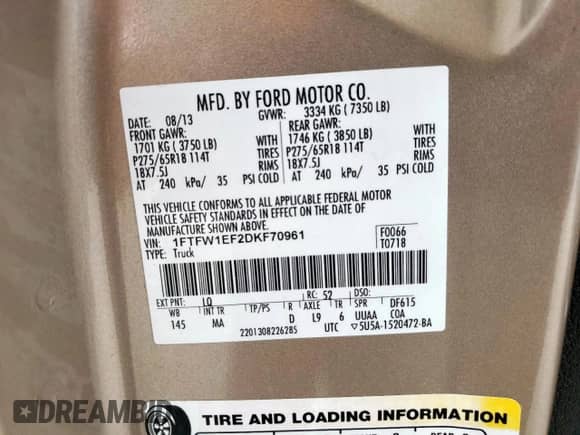 MFD. BY FORD MOTOR CO.
DATE: 08/13 GVWR: 3334 KG ( 7350 LB)
FRONT GAWR: REAR GAWR:
1701 KG ( 3750 LB) WITH 1746 KG ( 3850 LB) WITH
P275/65R18 114T TIRES P275/65R18 114T TIRES
18X7.5J RIMS 18X7.5J RIMS
AT 240 kPa/ 35 PSI COLD AT 240 kPa/ 35 PSI COLD
THIS VEHICLE CONFORMS TO ALL APPLICABLE FEDERAL MOTOR
VEHICLE SAFETY STANDARDS IN EFFECT ON THE DATE OF
MANUFACTURE SHOWN ABOVE.
VIN: 1FTFW1EF2DKF70961 F0066
TYPE: Truck T0718
EXT PNT: LQ RC: 52 DSO:
WB INT TR TP/PS R AXLE TR SPR DF615
145 MA D L9 6 UUAA COA
2201308226285 UTC ▽5U5A-1520472-BA
TIRE AND LOADING INFORMATION
DREAMBID